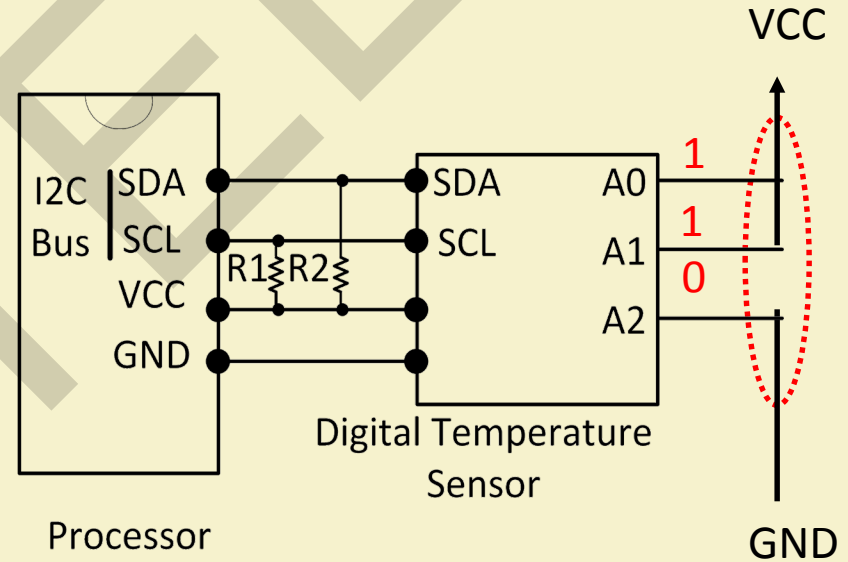 VCC
I2C
Bus
SDA
SCL
VCC
GND
R1
R2
SDA
SCL
A0
A1
A2
1
1
0
Digital Temperature
Sensor
Processor
GND